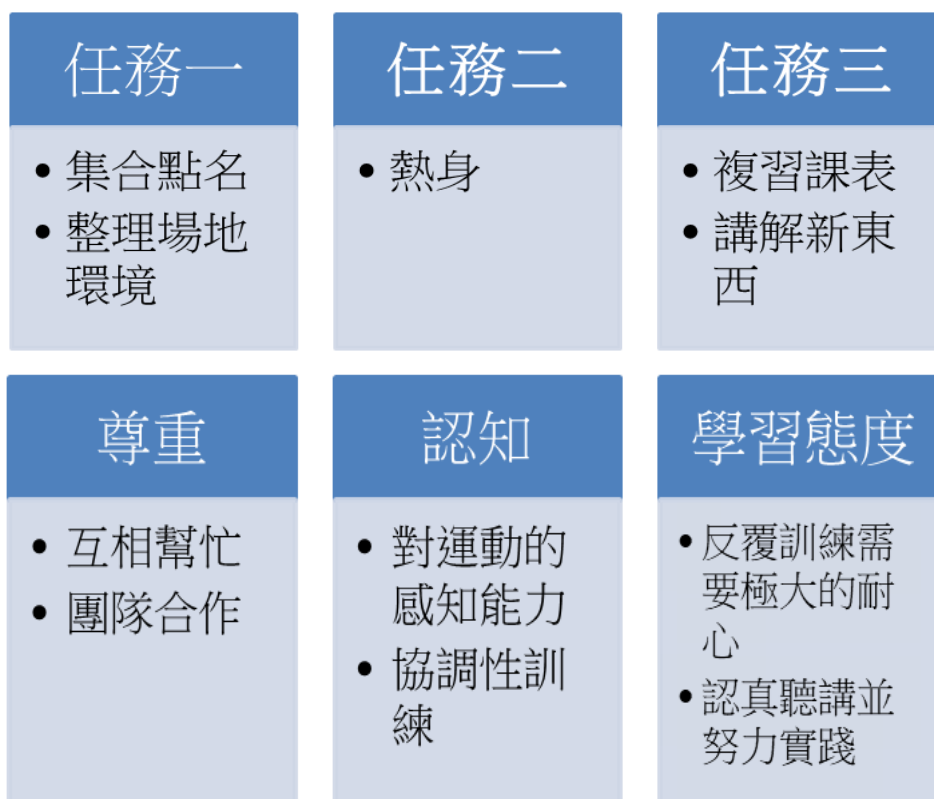 任務一
• 集合點名
• 整理場地
環境
任務二
• 熱身
任務三
• 複習課表
• 講解新東
西
尊重
• 互相幫忙
• 團隊合作
認知
• 對運動的
感知能力
• 協調性訓
練
學習態度
• 反覆訓練需
要極大的耐
心
• 認真聽講並
努力實踐